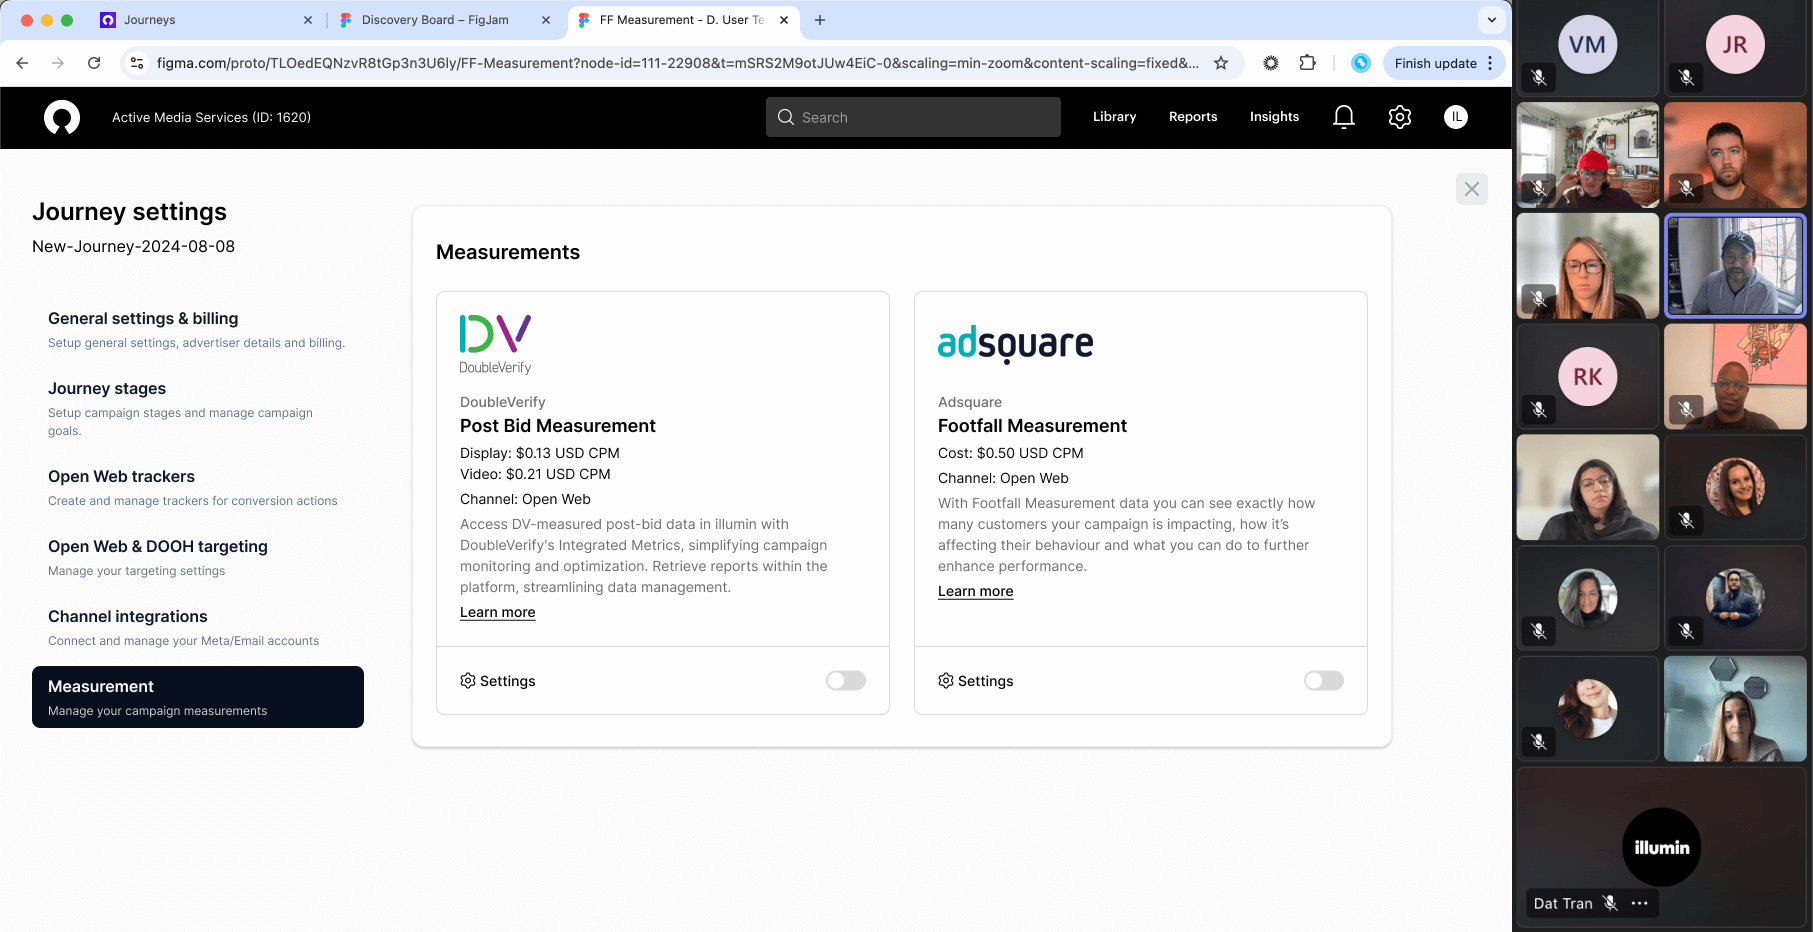 Journeys
Discovery Board – FigJam
FF Measurement - D. User Te
figma.com/proto/TLOedEQNzvR8tGp3n3U6ly/FF-Measurement?node-id=111-22908&t=mSRS2M9otJUw4EiC-0&scaling=min-zoom&content-scaling=fixed&...
Finish update
Active Media Services (ID: 1620)
Search
Library
Reports
Insights
IL
Journey settings
New-Journey-2024-08-08
General settings & billing
Setup general settings, advertiser details and billing.
Journey stages
Setup campaign stages and manage campaign
goals.
Open Web trackers
Create and manage trackers for conversion actions
Open Web & DOOH targeting
Manage your targeting settings
Channel integrations
Connect and manage your Meta/Email accounts
Measurement
Manage your campaign measurements
Measurements
DV
DoubleVerify
DoubleVerify
Post Bid Measurement
Display: $0.13 USD CPM
Video: $0.21 USD CPM
Channel: Open Web
Access DV-measured post-bid data in illumin with
DoubleVerify's Integrated Metrics, simplifying campaign
monitoring and optimization. Retrieve reports within the
platform, streamlining data management.
Learn more
Settings
adsquare
Adsquare
Footfall Measurement
Cost: $0.50 USD CPM
Channel: Open Web
With Footfall Measurement data you can see exactly how
many customers your campaign is impacting, how it’s
affecting their behaviour and what you can do to further
enhance performance.
Learn more
Settings
VM
JR
RK
illumin
Dat Tran